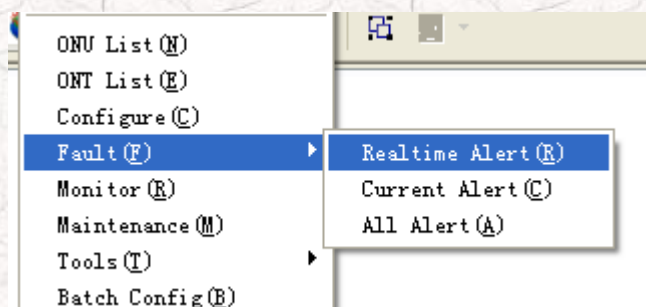 ONU List(N)
ONT List(E)
Configure(C)
Fault(F)
Realtime Alert(R)
Monitor(R)
Current Alert(C)
Maintenance(M)
All Alert(A)
Tools(T)
Batch Config(B)